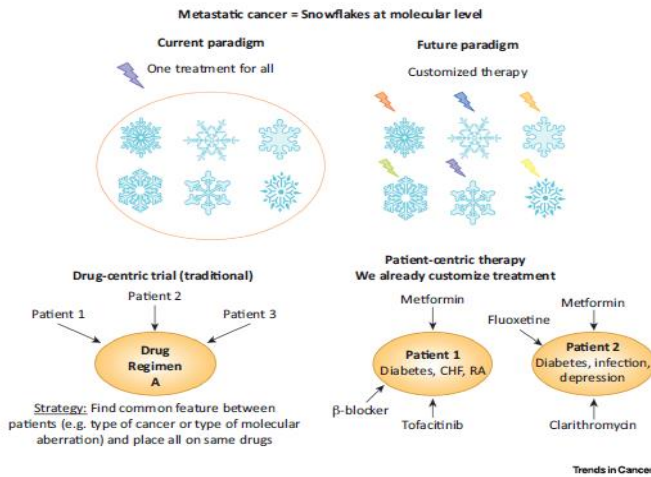 Metastatic cancer = Snowflakes at molecular level
Current paradigm
One treatment for all
Future paradigm
Customized therapy
Drug-centric trial (traditional)
Patient 1
Patient 2
Patient 3
Drug
Regimen
A
Strategy: Find common feature between
patients (e.g. type of cancer or type of molecular
aberration) and place all on same drugs
Patient-centric therapy
We already customize treatment
Metformin
Patient 1
Diabetes, CHF, RA
β-blocker
Tofacitinib
Metformin
Fluoxetine
Patient 2
Diabetes, infection,
depression
Clarithromycin
Trends in Cancer